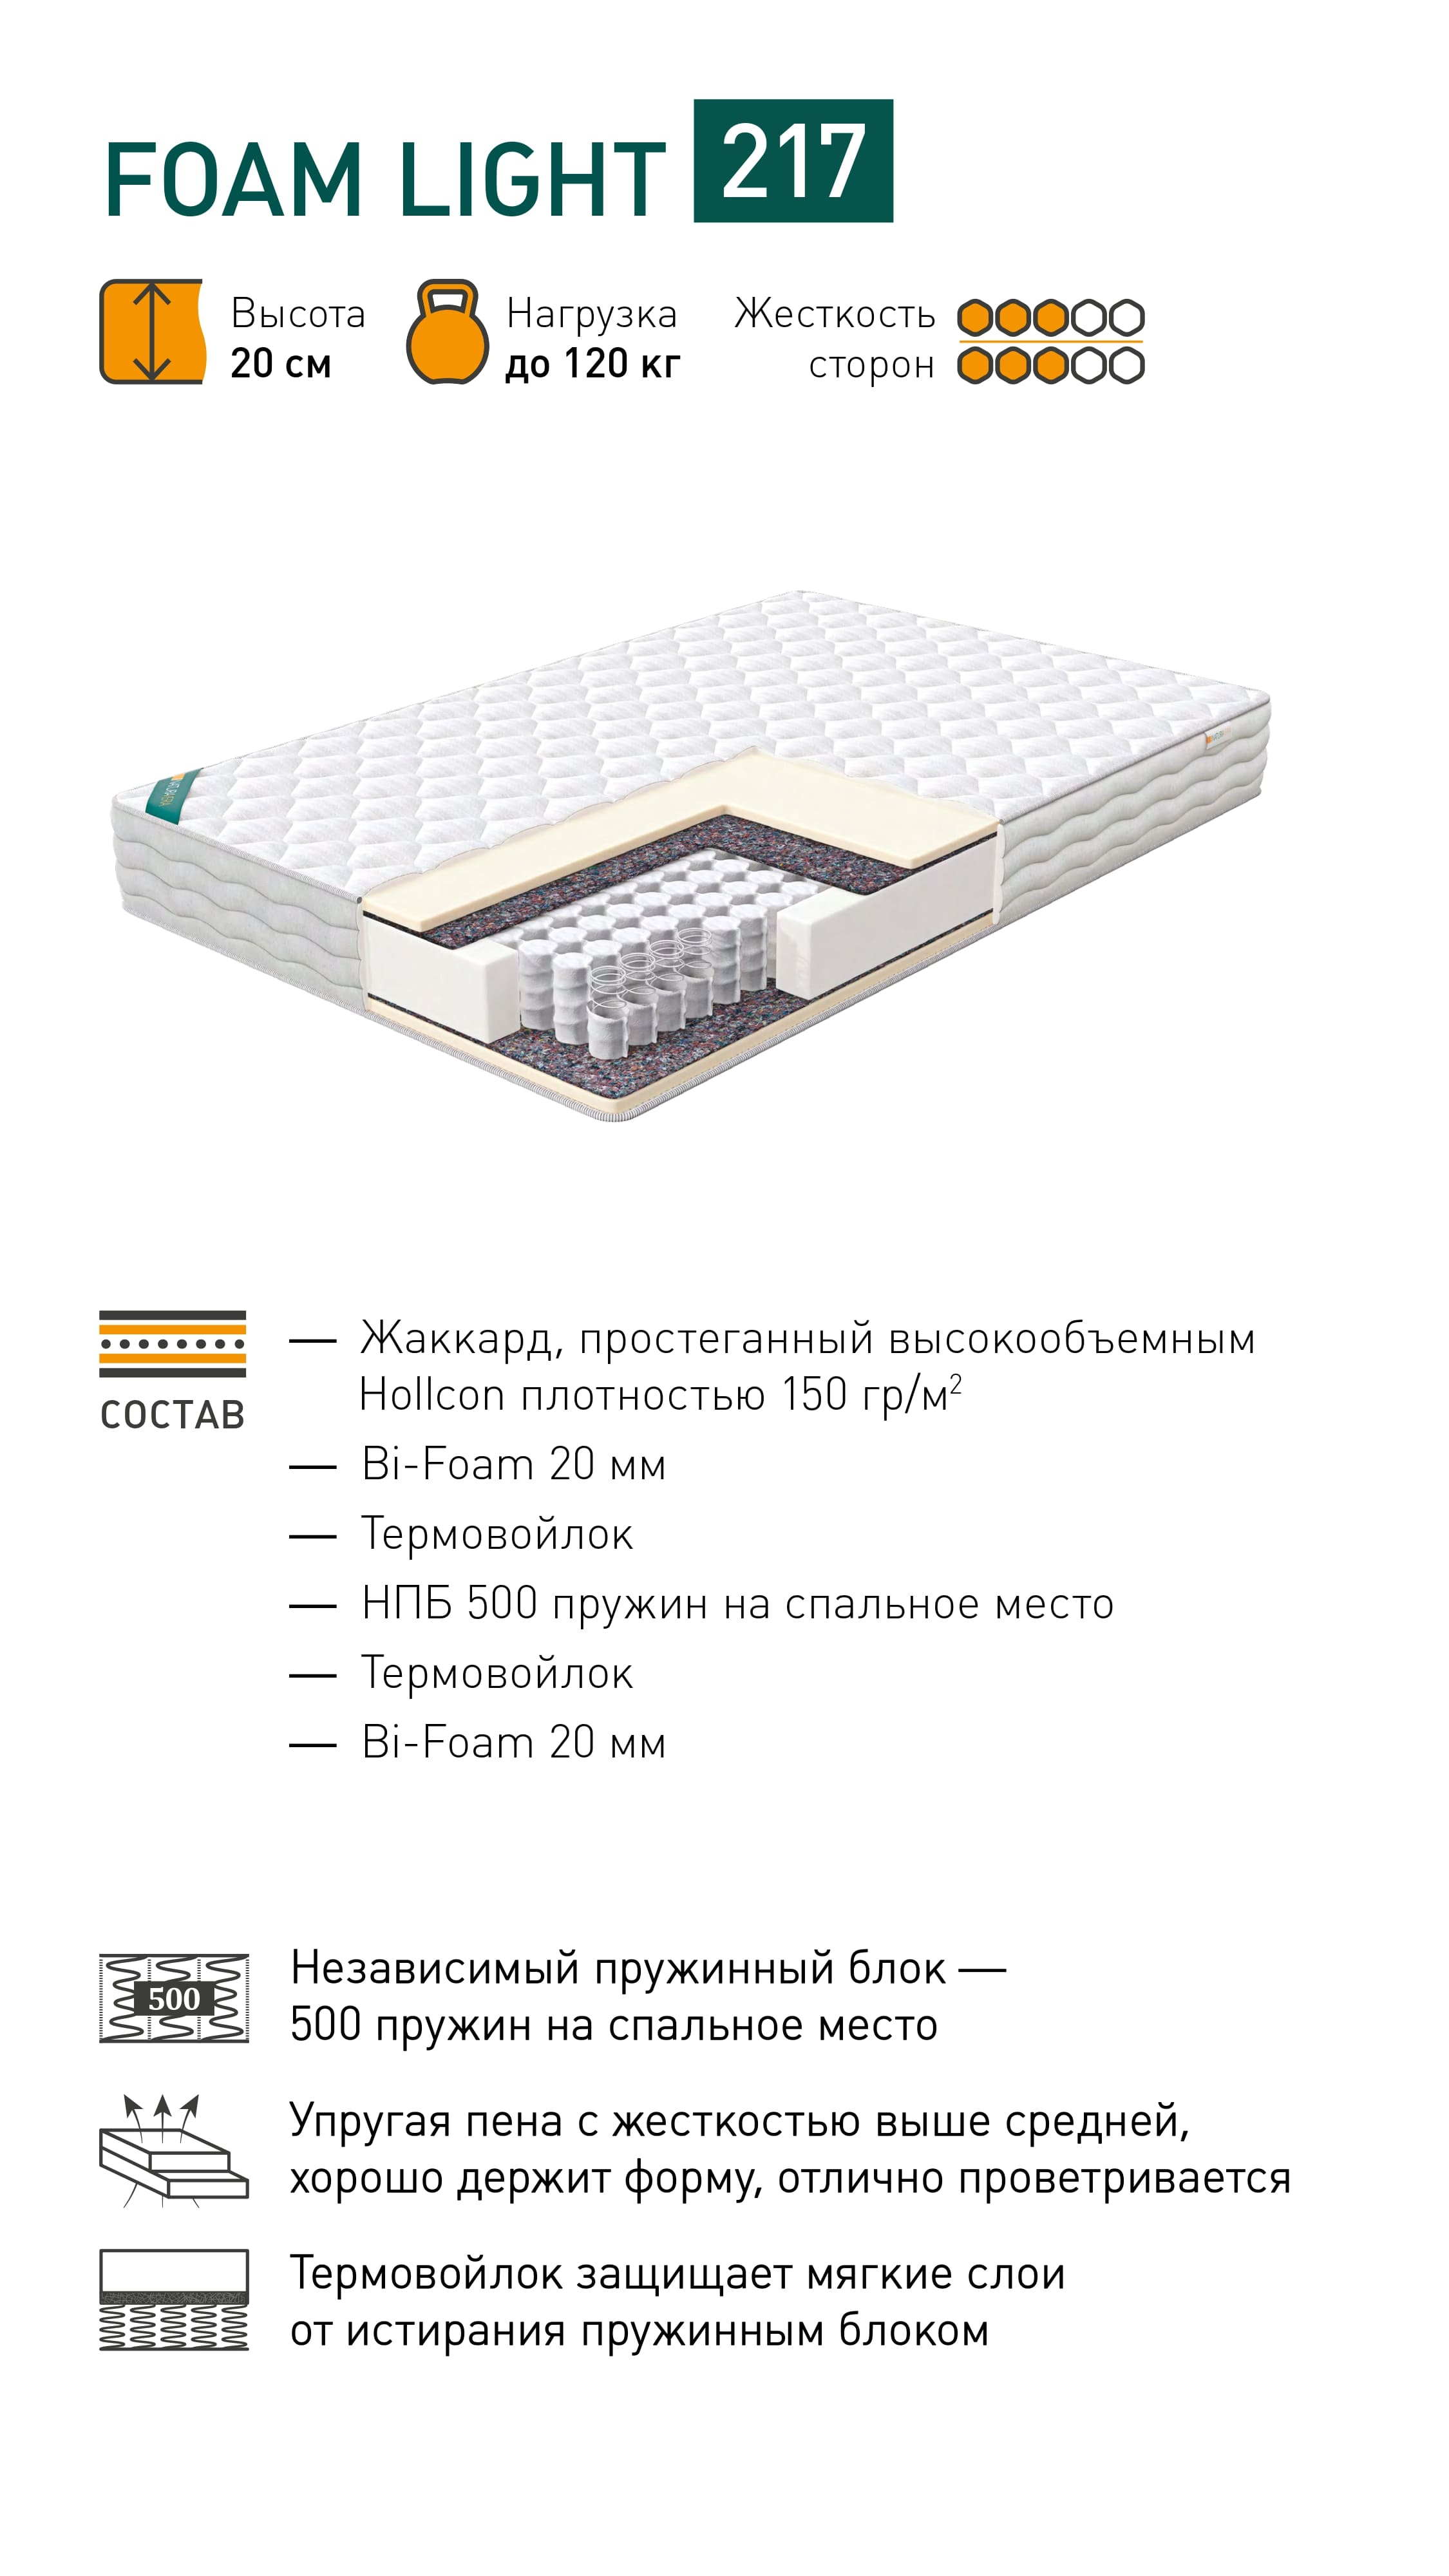 FOAM LIGHT 217
Высота
20 см
Нагрузка
до 120 кг
Жесткость
сторон
СОСТАВ
— Жаккард, простеганный высокообъемным
Hollcon плотностью 150 гр/м²
— Bi-Foam 20 мм
— Термовойлок
— НПБ 500 пружин на спальное место
— Термовойлок
— Bi-Foam 20 мм
500
Независимый пружинный блок —
500 пружин на спальное место
Упругая пена с жесткостью выше средней,
хорошо держит форму, отлично проветривается
Термовойлок защищает мягкие слои
от истирания пружинным блоком